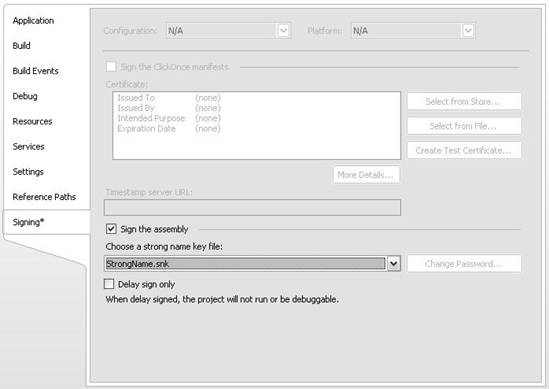 Application
Build
Build Events
Debug
Resources
Services
Settings
Reference Paths
Signing*
Configuration: N/A Platform: N/A
Sign the ClickOnce manifests
Certificate:
Issued To (none)
Issued By (none)
Intended Purpose (none)
Expiration Date (none)
Select from Store...
Select from File...
Create Test Certificate...
More Details...
Timestamp server URL:
Sign the assembly
Choose a strong name key file:
StrongName.snk
Change Password...
Delay sign only
When delay signed, the project will not run or be debuggable.